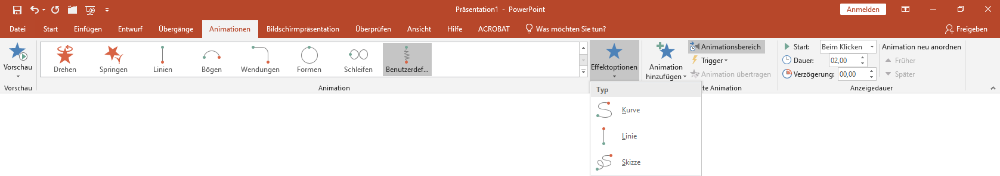 Präsentation1 - PowerPoint
Anmelden
Datei Start Einfügen Entwurf Übergänge Animationen Bildschirmpräsentation Überprüfen Ansicht Hilfe ACROBAT Was möchten Sie tun? Freigeben
Vorschau
Drehen Springen Linien Bögen Wendungen Formen Schleifen Benutzerdef...
Effektoptionen
Animation
hinzufügen
Animationsbereich
Trigger
Animation übertragen
Start: Beim Klicken
Dauer: 02,00
Verzögerung: 00,00
Animation neu anordnen
Früher
Später
Vorschau Animation rte Animation Anzeigedauer
Typ
Kurve
Linie
Skizze